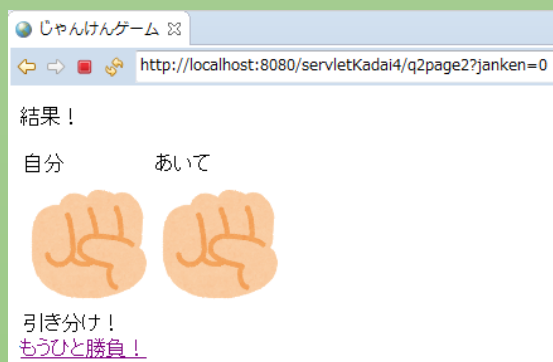 じゃんけんゲーム
http://localhost:8080/servletKadai4/q2page2?janken=0
結果！
自分 あいて
引き分け！
もうひと勝負！